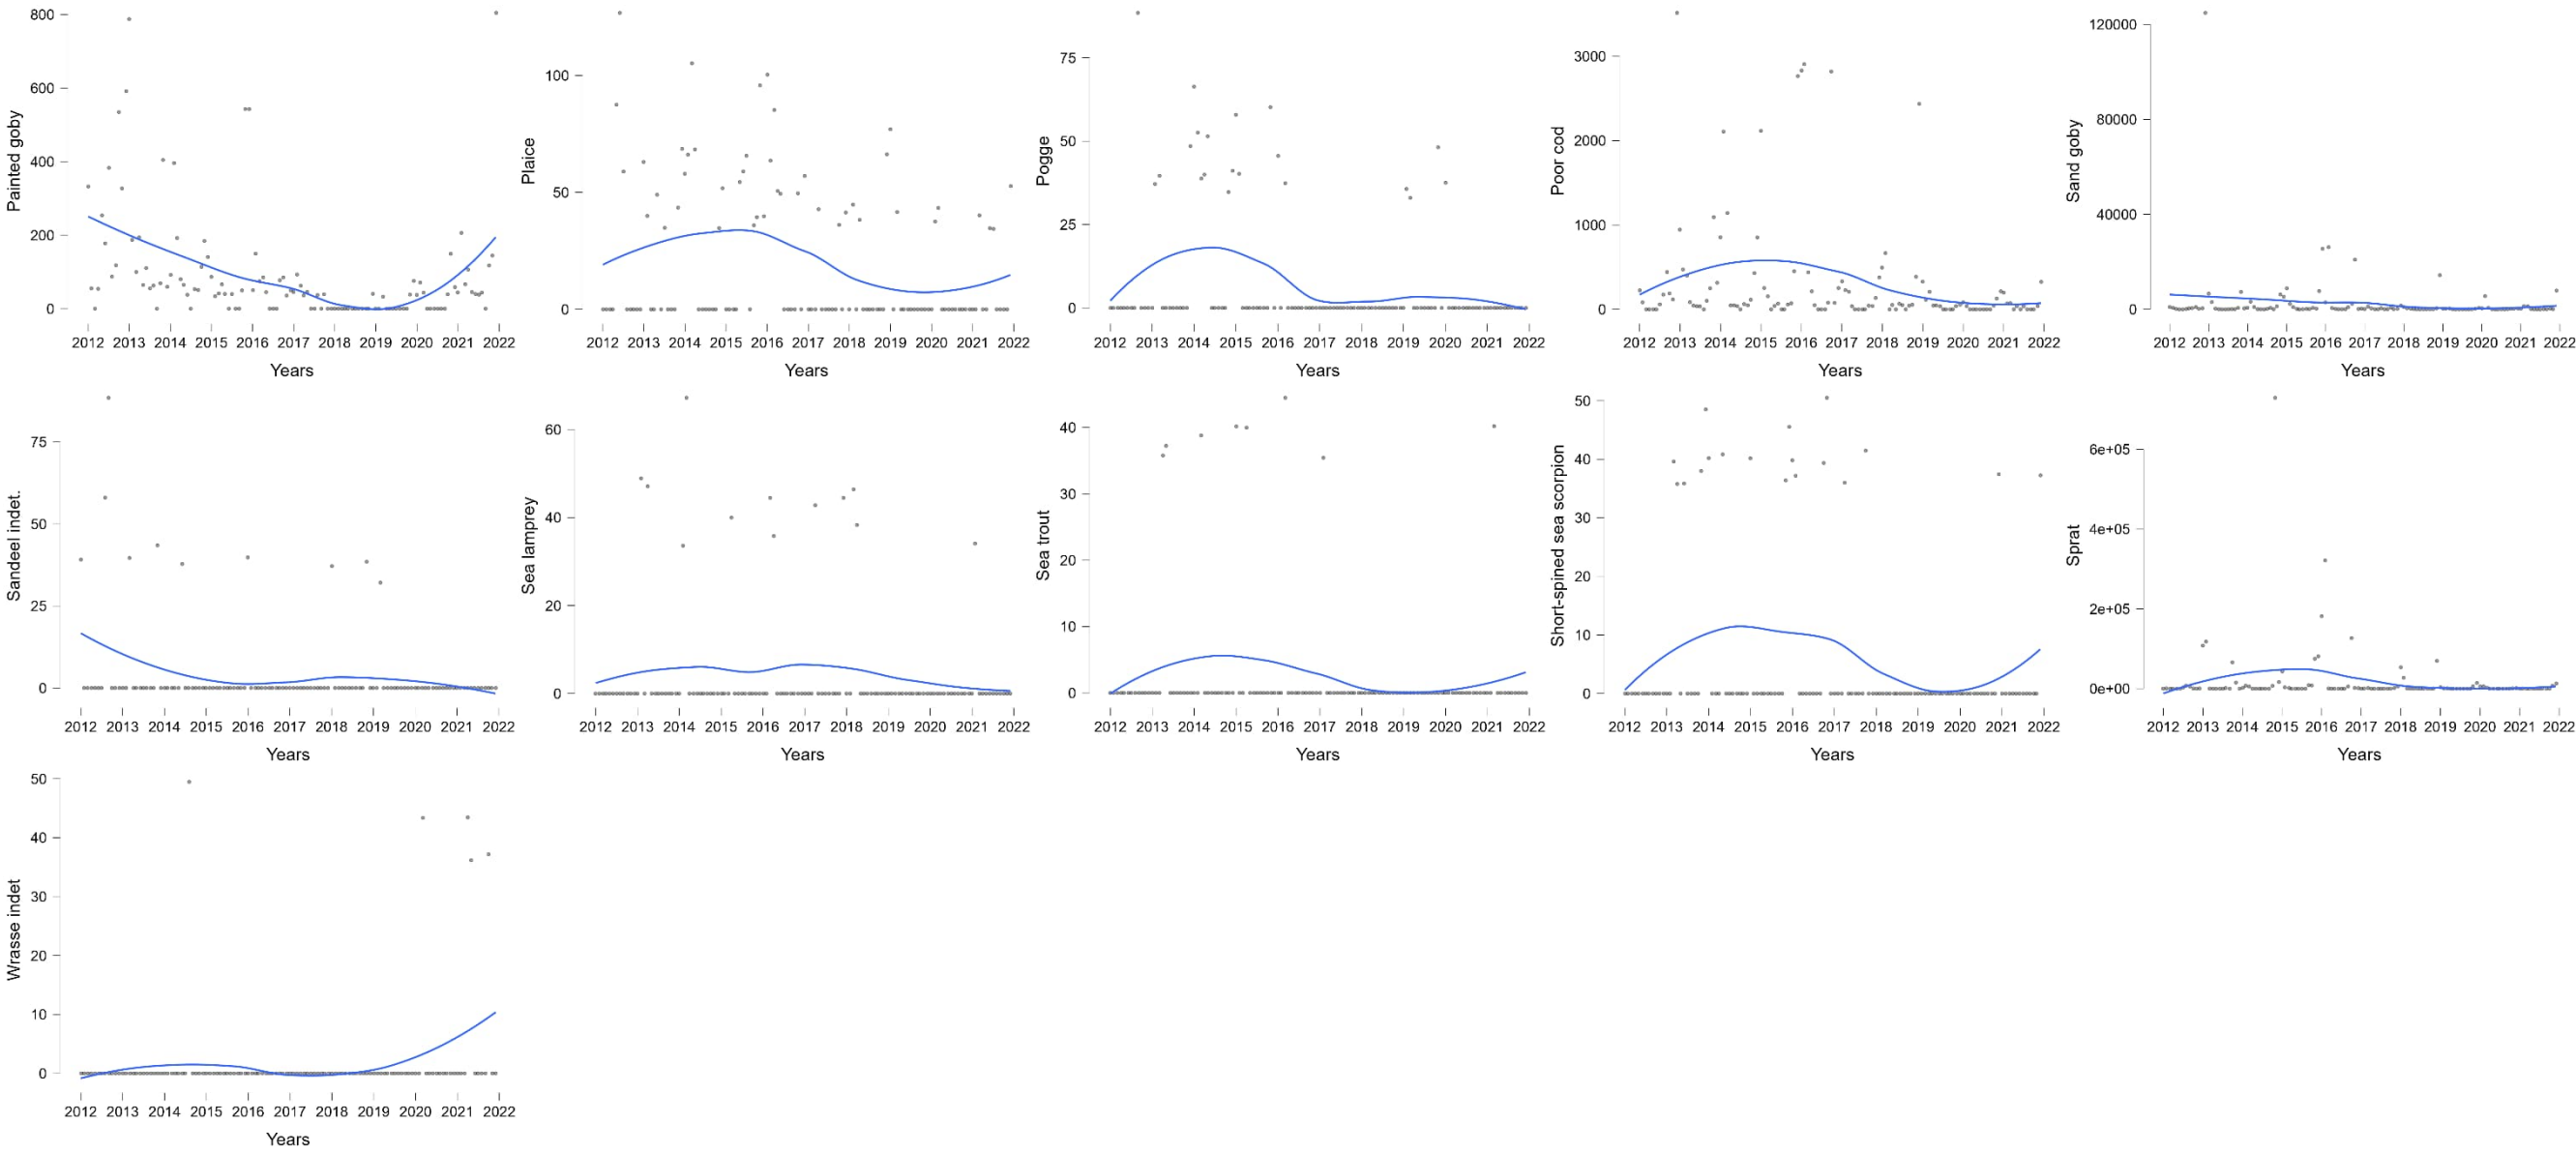 Painted goby
800
600
400
200
0
2012 2013 2014 2015 2016 2017 2018 2019 2020 2021 2022
Years
Plaice
100
50
0
2012 2013 2014 2015 2016 2017 2018 2019 2020 2021 2022
Years
Pogge
75
50
25
0
2012 2013 2014 2015 2016 2017 2018 2019 2020 2021 2022
Years
Poor cod
3000
2000
1000
0
2012 2013 2014 2015 2016 2017 2018 2019 2020 2021 2022
Years
Sand goby
120000
80000
40000
0
2012 2013 2014 2015 2016 2017 2018 2019 2020 2021 2022
Years
Sandeel indet.
75
50
25
0
2012 2013 2014 2015 2016 2017 2018 2019 2020 2021 2022
Years
Sea lamprey
60
40
20
0
2012 2013 2014 2015 2016 2017 2018 2019 2020 2021 2022
Years
Sea trout
40
30
20
10
0
2012 2013 2014 2015 2016 2017 2018 2019 2020 2021 2022
Years
Short-spined sea scorpion
50
40
30
20
10
0
2012 2013 2014 2015 2016 2017 2018 2019 2020 2021 2022
Years
Sprat
6e+05
4e+05
2e+05
0e+00
2012 2013 2014 2015 2016 2017 2018 2019 2020 2021 2022
Years
Wrasse indet
50
40
30
20
10
0
2012 2013 2014 2015 2016 2017 2018 2019 2020 2021 2022
Years